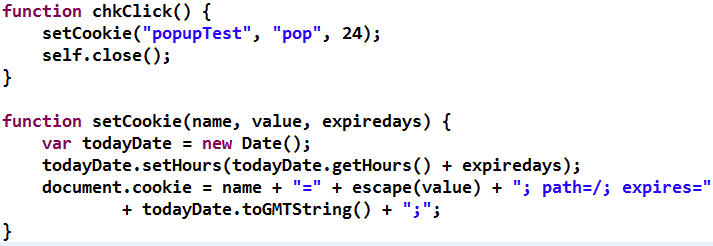 function chkClick() {
    setCookie("popupTest", "pop", 24);
    self.close();
}

function setCookie(name, value, expiredays) {
    var todayDate = new Date();
    todayDate.setHours(todayDate.getHours() + expiredays);
    document.cookie = name + "=" + escape(value) + "; path=/; expires="
            + todayDate.toGMTString() + ";";
}